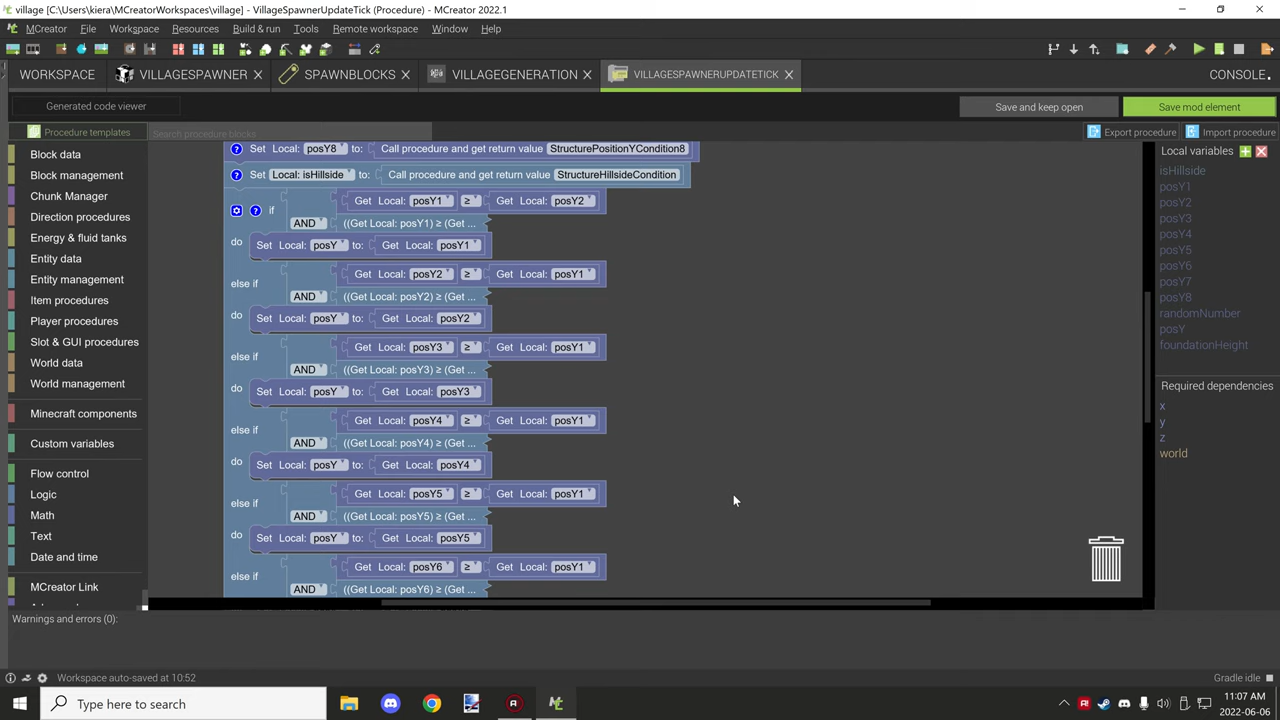 village [C:\Users\kiera\MCreatorWorkspaces\village] - VillageSpawnerUpdateTick (Procedure) - MCreator 2022.1
MCreator File Workspace Resources Build & run Tools Remote workspace Window Help
WORKSPACE VILLAGESPAWNER SPAWNBLOCKS VILLAGEGENERATION VILLAGESPAWNERUPDATETICK CONSOLE
Generated code viewer Save and keep open Save mod element
Procedure templates Search procedure blocks Export procedure Import procedure
Block data
Block management
Chunk Manager
Direction procedures
Energy & fluid tanks
Entity data
Entity management
Item procedures
Player procedures
Slot & GUI procedures
World data
World management
Minecraft components
Custom variables
Flow control
Logic
Math
Text
Date and time
MCreator Link
Set Local: posY8 to: Call procedure and get return value StructurePositionYCondition8
Set Local: isHillside to: Call procedure and get return value StructureHillsideCondition
if Get Local: posY1 ≥ Get Local: posY2
AND ((Get Local: posY1) ≥ (Get ...
do Set Local: posY to: Get Local: posY1
else if Get Local: posY2 ≥ Get Local: posY1
AND ((Get Local: posY2) ≥ (Get ...
do Set Local: posY to: Get Local: posY2
else if Get Local: posY3 ≥ Get Local: posY1
AND ((Get Local: posY3) ≥ (Get ...
do Set Local: posY to: Get Local: posY3
else if Get Local: posY4 ≥ Get Local: posY1
AND ((Get Local: posY4) ≥ (Get ...
do Set Local: posY to: Get Local: posY4
else if Get Local: posY5 ≥ Get Local: posY1
AND ((Get Local: posY5) ≥ (Get ...
do Set Local: posY to: Get Local: posY5
else if Get Local: posY6 ≥ Get Local: posY1
AND ((Get Local: posY6) ≥ (Get ...
Local variables
isHillside
posY1
posY2
posY3
posY4
posY5
posY6
posY7
posY8
randomNumber
posY
foundationHeight
Required dependencies
x
y
z
world
Warnings and errors (0):
Workspace auto-saved at 10:52 Gradle idle
Type here to search
11:07 AM
2022-06-06